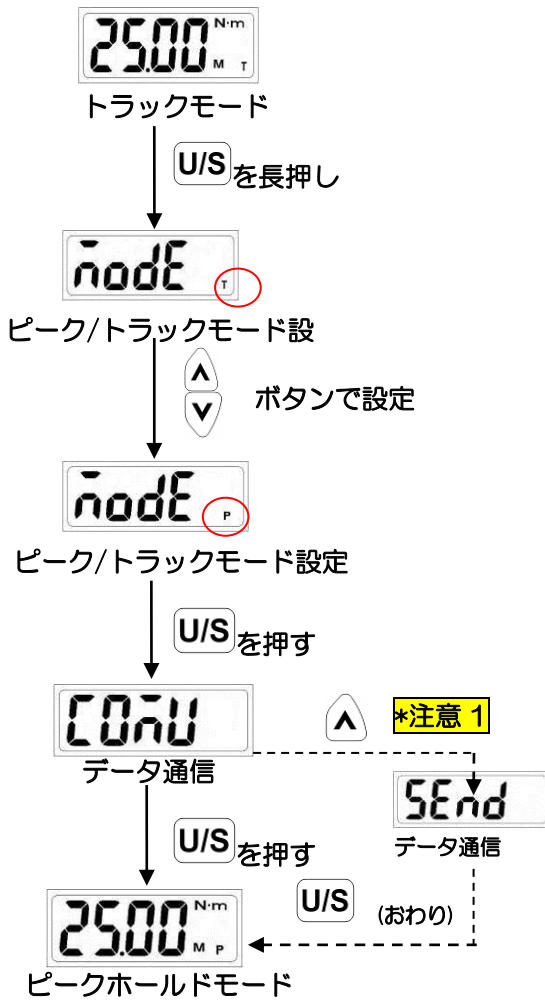 25.00 N·m
M T
トラックモード
U/S を長押し
modE T
ピーク/トラックモード設
∧
∨
ボタンで設定
modE P
ピーク/トラックモード設定
U/S を押す
COmU
∧ *注意 1
データ通信
SEnd
データ通信
U/S を押す
U/S (おわり)
25.00 N·m
M P
ピークホールドモード